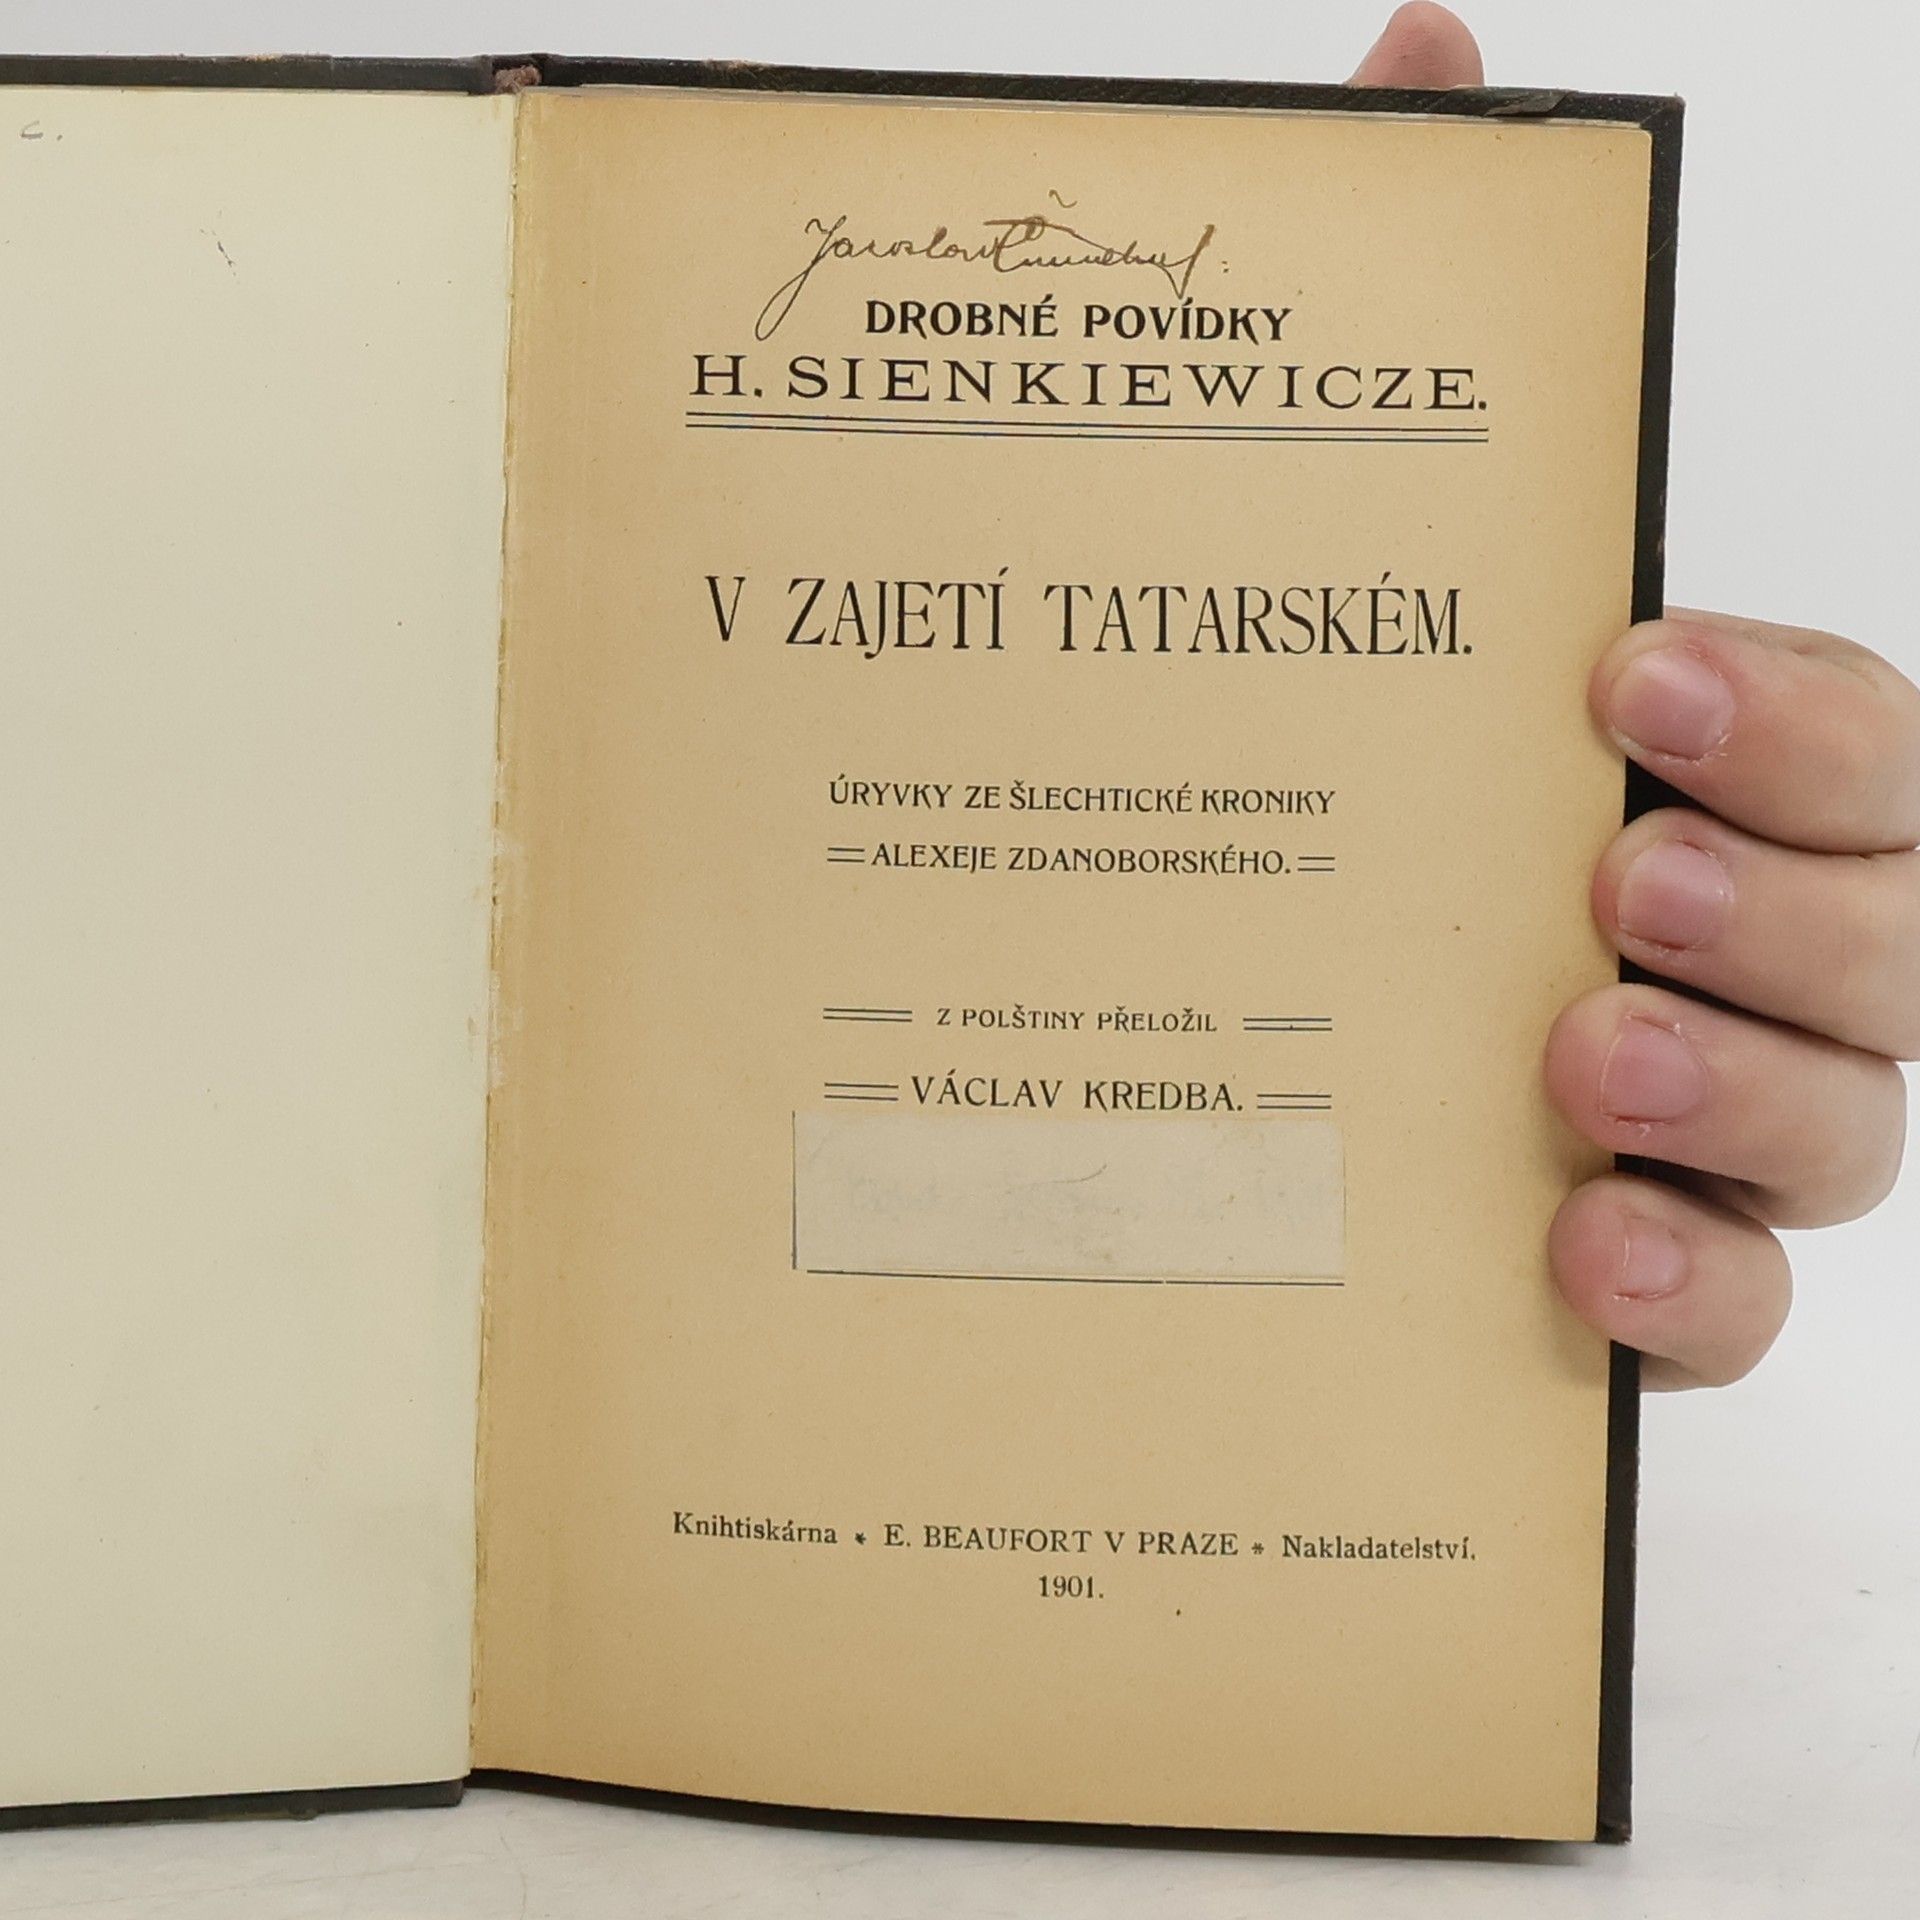 c.
Jaroslav
DROBNÉ POVÍDKY
H. SIENKIEWICZE.
V ZAJETÍ TATARSKÉM.
ÚRYVKY ZE ŠLECHTICKÉ KRONIKY
ALEXEJE ZDANOBORSKÉHO.
Z POLŠTINY PŘELOŽIL
VÁCLAV KREDBA.
Knihtiskárna * E. BEAUFORT V PRAZE * Nakladatelství.
1901.